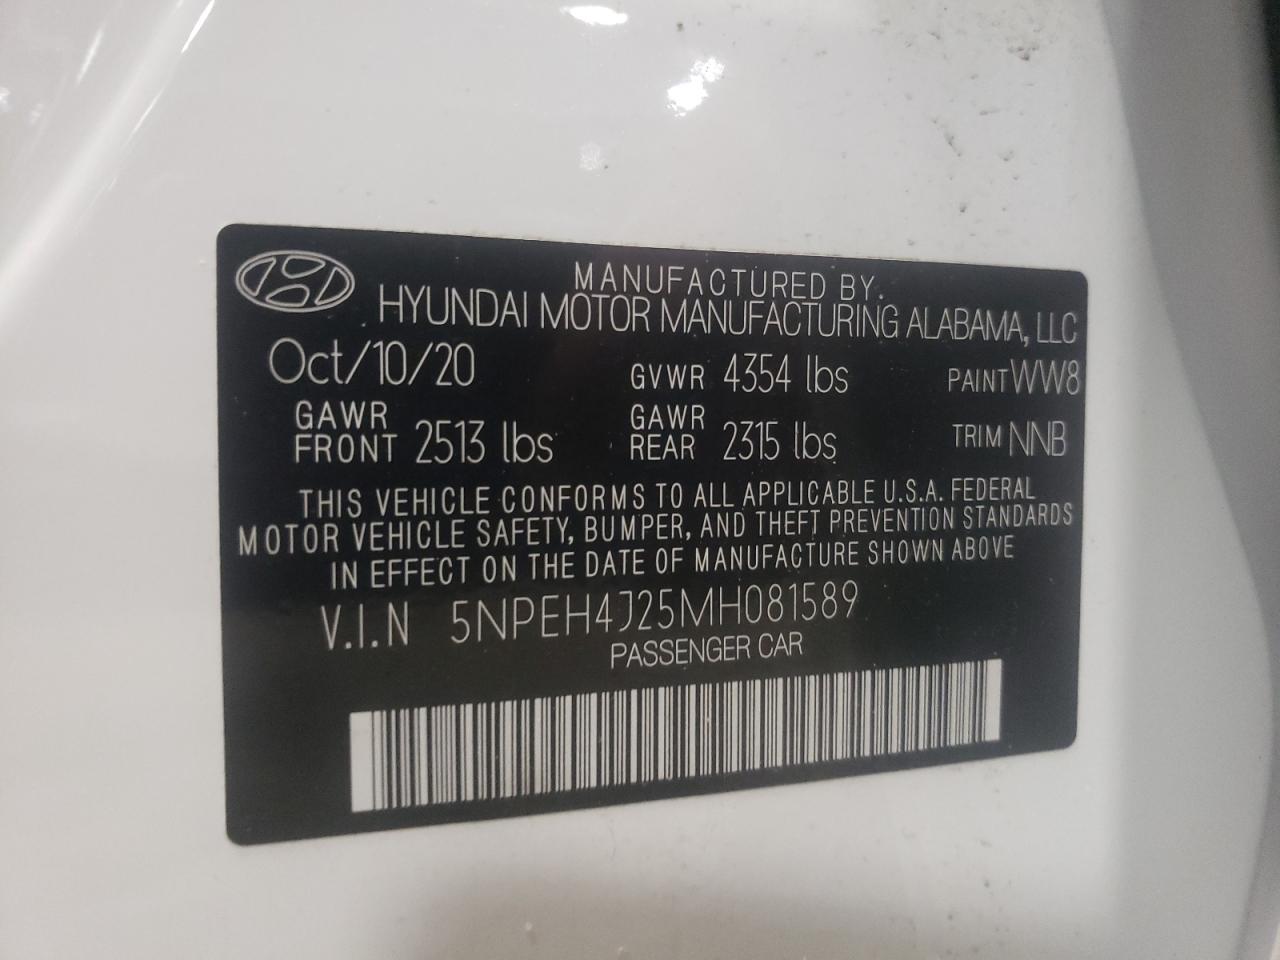 MANUFACTURED BY.
HYUNDAI MOTOR MANUFACTURING ALABAMA, LLC
Oct/10/20 GVWR 4354 lbs PAINT WW8
GAWR FRONT 2513 lbs GAWR REAR 2315 lbs TRIM NNB
THIS VEHICLE CONFORMS TO ALL APPLICABLE U.S.A. FEDERAL
MOTOR VEHICLE SAFETY, BUMPER, AND THEFT PREVENTION STANDARDS
IN EFFECT ON THE DATE OF MANUFACTURE SHOWN ABOVE
V.I.N 5NPEH4J25MH081589
PASSENGER CAR